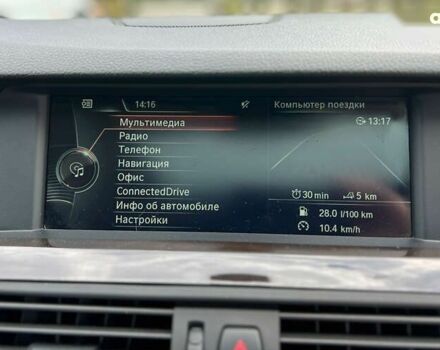 14:16
Компьютер поездки
Мультимедиа
Радио
Телефон
Навигация
Офис
ConnectedDrive
Инфо об автомобиле
Настройки
13:17
30 min
5 km
28.0 l/100 km
10.4 km/h